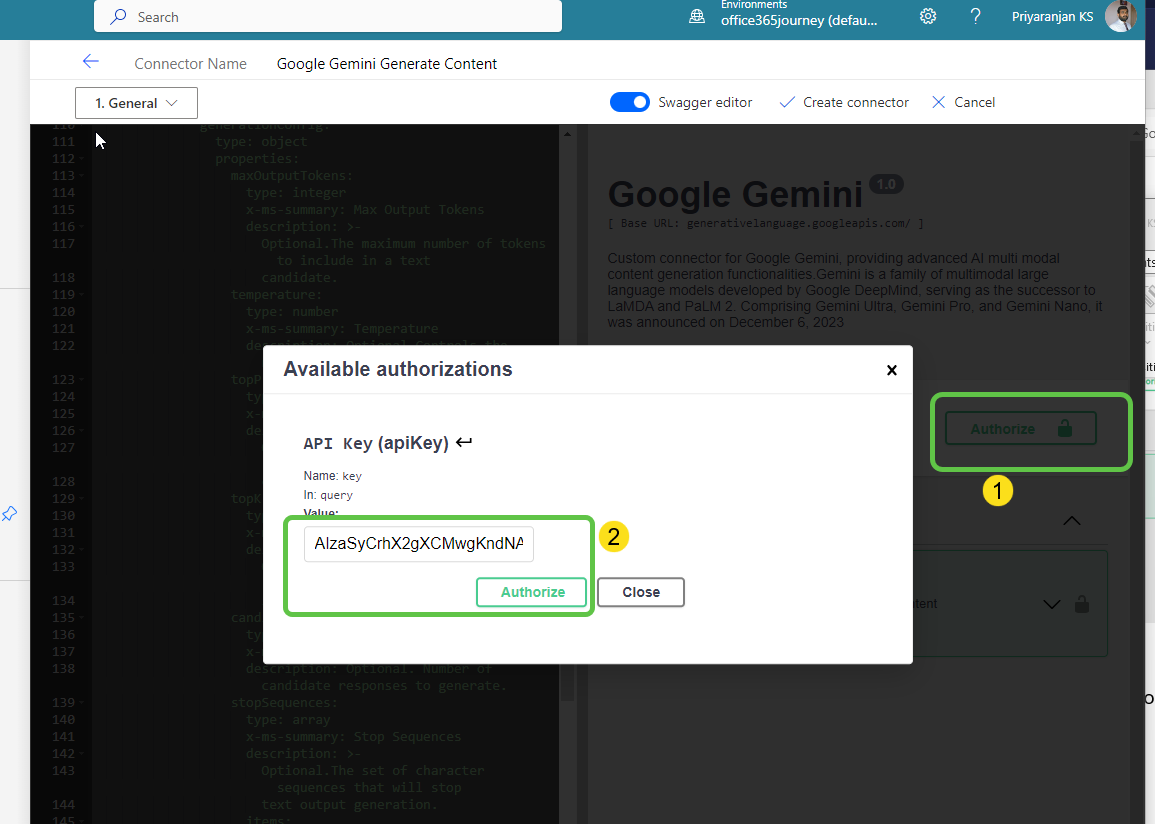 Search
Environments
office365journey (defau...
?
Priyaranjan KS
Connector Name
Google Gemini Generate Content
1. General
Swagger editor
Create connector
Cancel
110
generationConfig:
111
type: object
112
properties:
113
maxOutputTokens:
114
type: integer
115
x-ms-summary: Max Output Tokens
116
description: >-
117
Optional.The maximum number of tokens
to include in a text
118
candidate.
119
temperature:
120
type: number
121
x-ms-summary: Temperature
122
description: Optional.Controls the
123
124
125
126
127
128
129
130
131
132
133
134
135
136
137
138
description: Optional. Number of
candidate responses to generate.
139
stopSequences:
140
type: array
141
x-ms-summary: Stop Sequences
142
description: >-
143
Optional.The set of character
sequences that will stop
144
text output generation.
145
items:
Google Gemini 1.0
[ Base URL: generativelanguage.googleapis.com/ ]
Custom connector for Google Gemini, providing advanced AI multi modal
content generation functionalities.Gemini is a family of multimodal large
language models developed by Google DeepMind, serving as the successor to
LaMDA and PaLM 2. Comprising Gemini Ultra, Gemini Pro, and Gemini Nano, it
was announced on December 6, 2023
Authorize
1
Available authorizations
×
API Key (apiKey)
Name: key
In: query
Value:
AIzaSyCrhX2gXCMwgKndNA
2
Authorize
Close